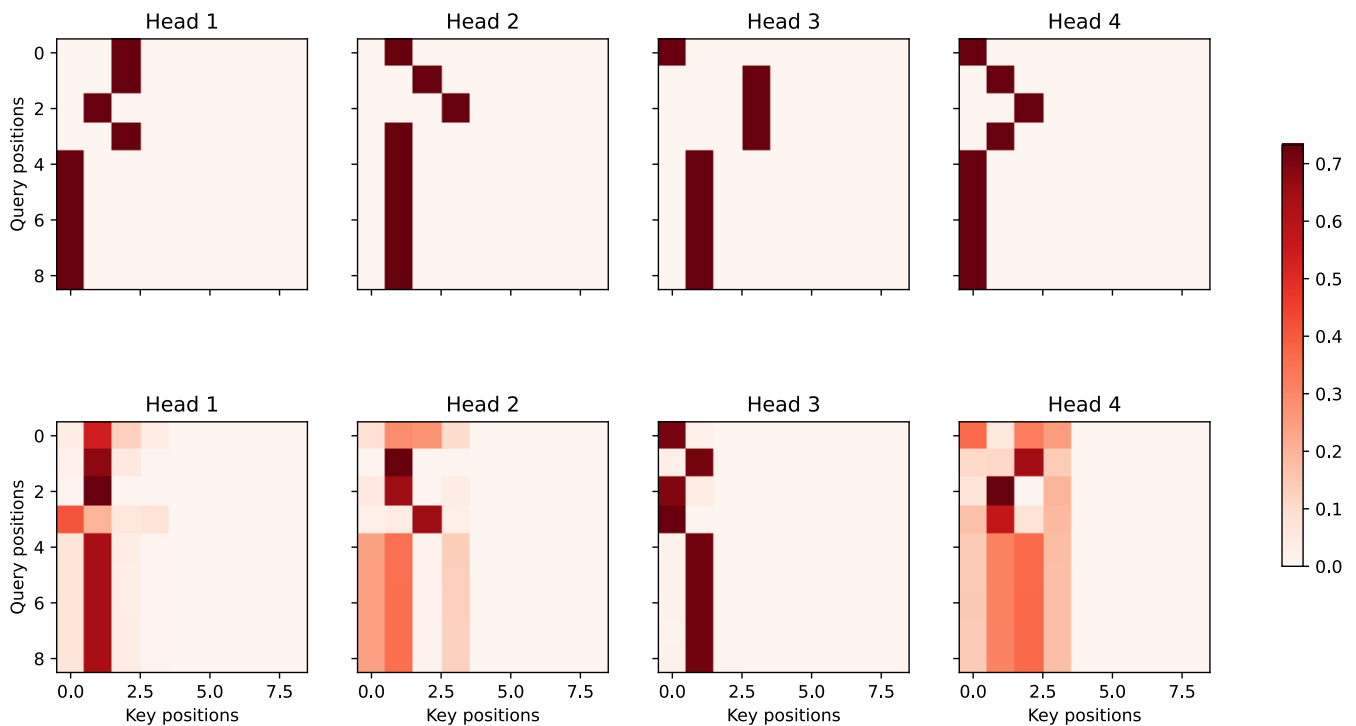 Head 1
Head 2
Head 3
Head 4
Query positions
0
2
4
6
8
0.7
0.6
0.5
0.4
0.3
0.2
0.1
0.0
Head 1
Head 2
Head 3
Head 4
Query positions
0
2
4
6
8
0.0 2.5 5.0 7.5
0.0 2.5 5.0 7.5
0.0 2.5 5.0 7.5
0.0 2.5 5.0 7.5
Key positions
Key positions
Key positions
Key positions